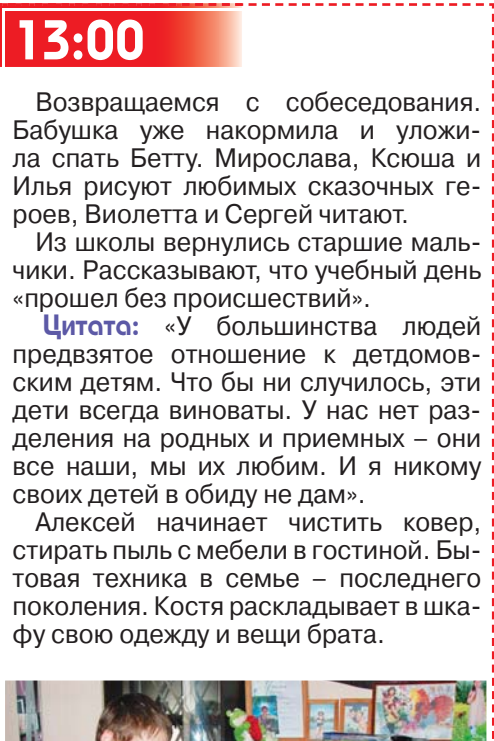 13:00
Возвращаемся с собеседования.
Бабушка уже накормила и уложи-
ла спать Бетту. Мирослава, Ксюша и
Илья рисуют любимых сказочных ге-
роев, Виолетта и Сергей читают.
Из школы вернулись старшие маль-
чики. Рассказывают, что учебный день
«прошел без происшествий».
Цитата: «У большинства людей
предвзятое отношение к детдомов-
ским детям. Что бы ни случилось, эти
дети всегда виноваты. У нас нет раз-
деления на родных и приемных – они
все наши, мы их любим. И я никому
своих детей в обиду не дам».
Алексей начинает чистить ковер,
стирать пыль с мебели в гостиной. Бы-
товая техника в семье – последнего
поколения. Костя раскладывает в шка-
фу свою одежду и вещи брата.